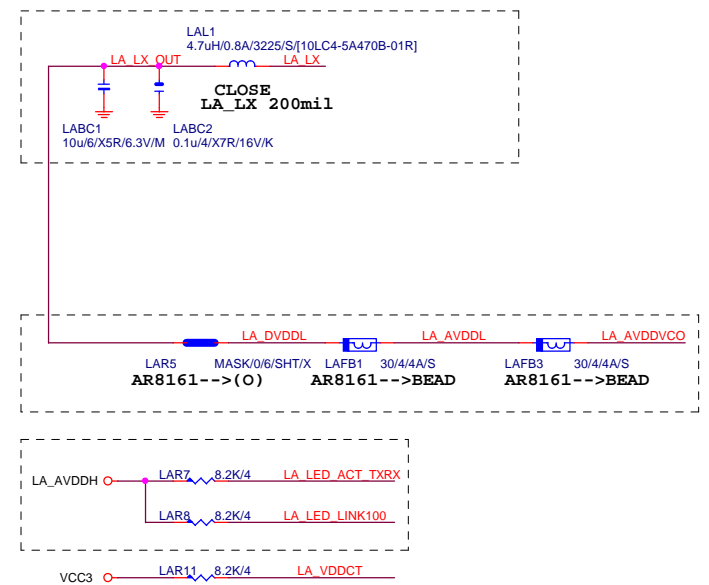 LAL1
4.7uH/0.8A/3225/S/[10LC4-5A470B-01R]
LA_LX_OUT LA_LX
CLOSE
LA_LX 200mil
LABC1 LABC2
10u/6/X5R/6.3V/M 0.1u/4/X7R/16V/K
LA_DVDDL LA_AVDDL LA_AVDDVCO
LAR5 MASK/0/6/SHT/X LAFB1 30/4/4A/S LAFB3 30/4/4A/S
AR8161-->(O) AR8161-->BEAD AR8161-->BEAD
LA_AVDDH LAR7 8.2K/4 LA_LED_ACT_TXRX
LAR8 8.2K/4 LA_LED_LINK100
VCC3 LAR11 8.2K/4 LA_VDDCT